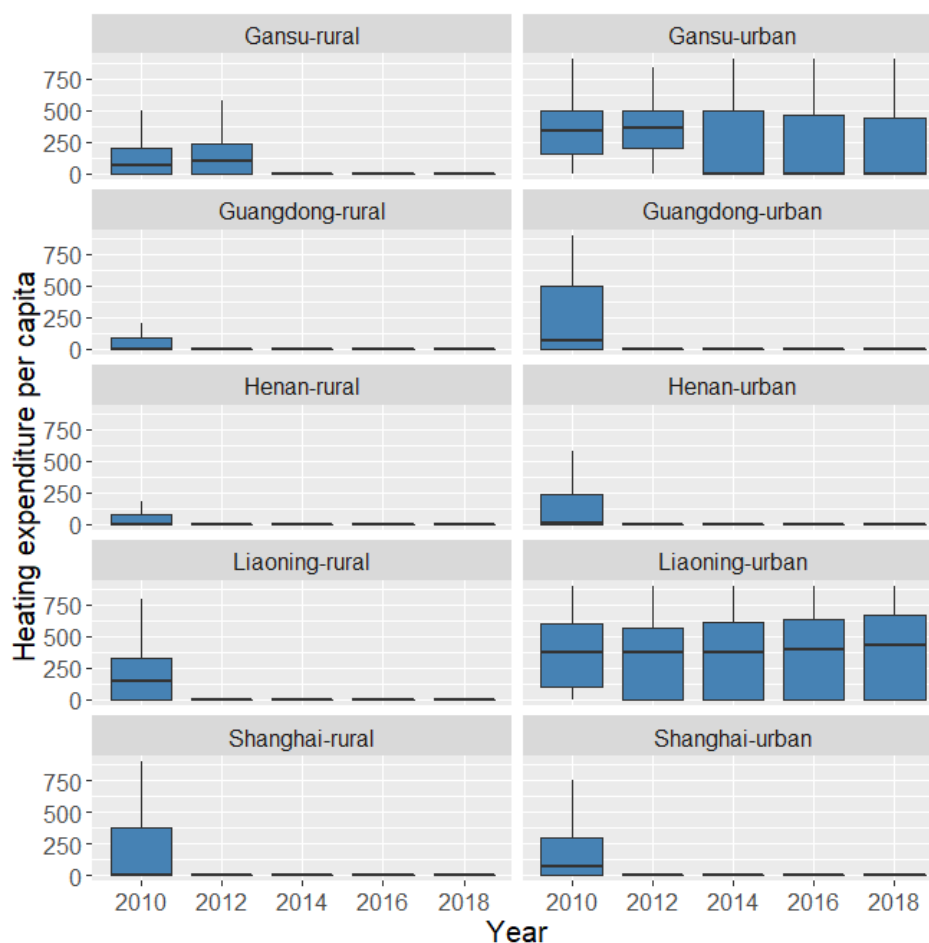 Heating expenditure per capita
Gansu-rural
Gansu-urban
750
500
250
0
Guangdong-rural
Guangdong-urban
750
500
250
0
Henan-rural
Henan-urban
750
500
250
0
Liaoning-rural
Liaoning-urban
750
500
250
0
Shanghai-rural
Shanghai-urban
750
500
250
0
2010 2012 2014 2016 2018
2010 2012 2014 2016 2018
Year